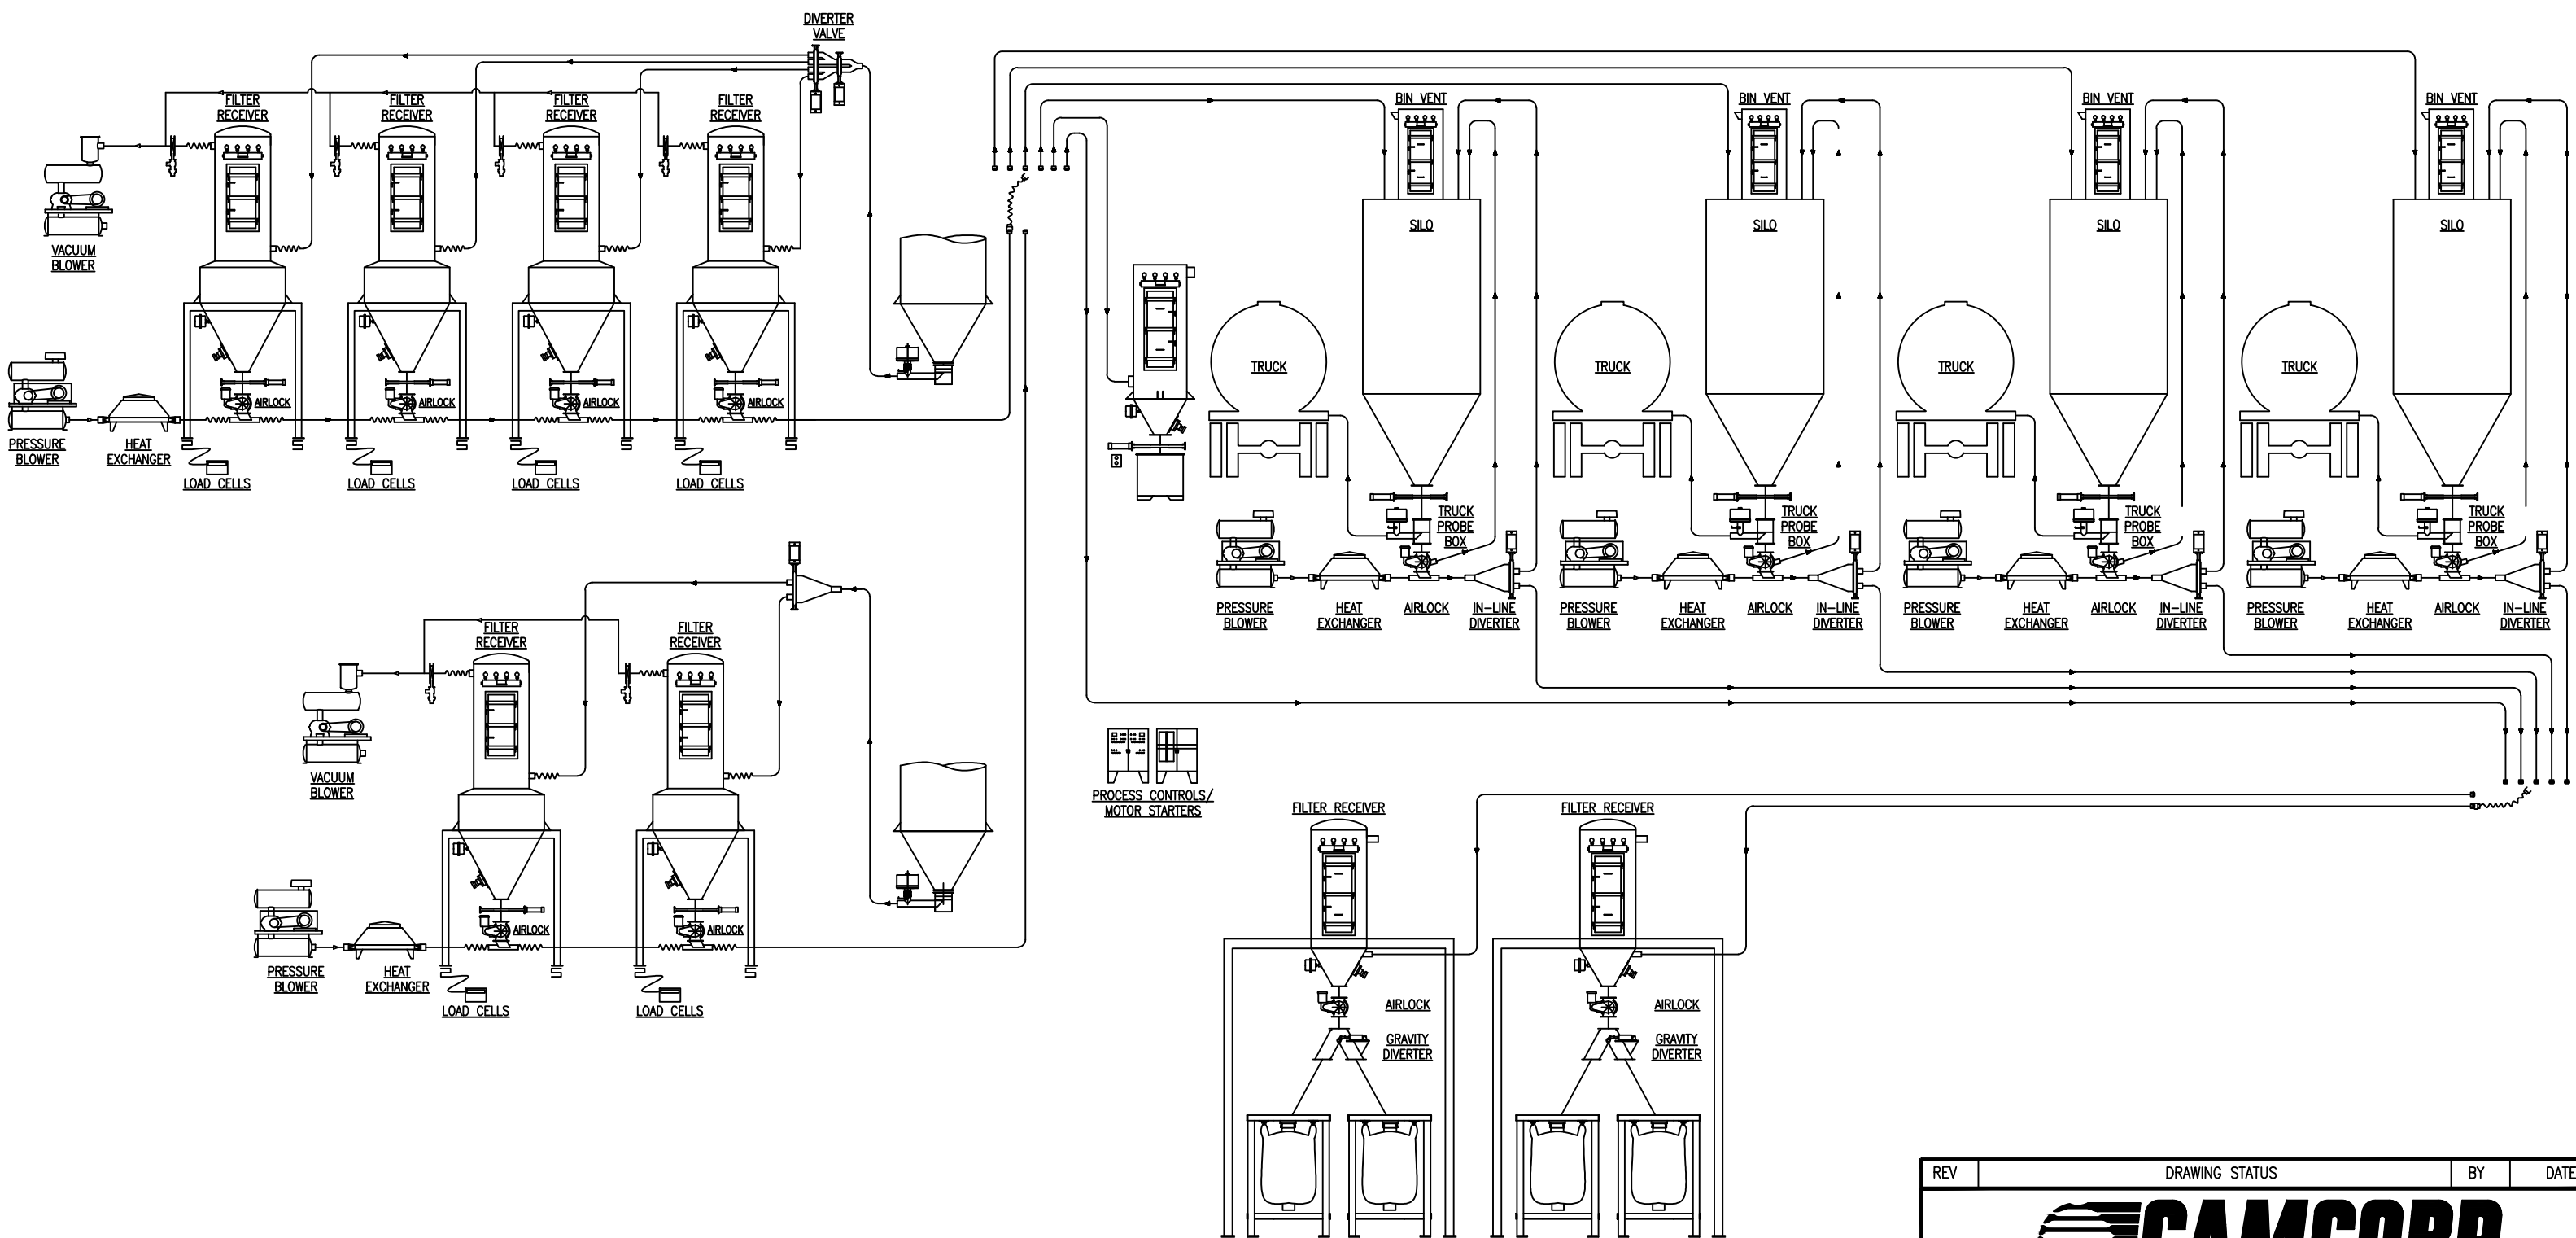 DIVERTER
VALVE
FILTER
RECEIVER
FILTER
RECEIVER
FILTER
RECEIVER
FILTER
RECEIVER
BIN VENT
BIN VENT
BIN VENT
BIN VENT
SILO
SILO
SILO
SILO
VACUUM
BLOWER
TRUCK
TRUCK
TRUCK
TRUCK
AIRLOCK
AIRLOCK
AIRLOCK
AIRLOCK
PRESSURE
BLOWER
HEAT
EXCHANGER
LOAD CELLS
LOAD CELLS
LOAD CELLS
LOAD CELLS
TRUCK
PROBE
BOX
TRUCK
PROBE
BOX
TRUCK
PROBE
BOX
TRUCK
PROBE
BOX
PRESSURE
BLOWER
HEAT
EXCHANGER
AIRLOCK
IN-LINE
DIVERTER
PRESSURE
BLOWER
HEAT
EXCHANGER
AIRLOCK
IN-LINE
DIVERTER
PRESSURE
BLOWER
HEAT
EXCHANGER
AIRLOCK
IN-LINE
DIVERTER
PRESSURE
BLOWER
HEAT
EXCHANGER
AIRLOCK
IN-LINE
DIVERTER
FILTER
RECEIVER
FILTER
RECEIVER
VACUUM
BLOWER
PROCESS CONTROLS/
MOTOR STARTERS
FILTER RECEIVER
FILTER RECEIVER
AIRLOCK
AIRLOCK
PRESSURE
BLOWER
HEAT
EXCHANGER
LOAD CELLS
LOAD CELLS
AIRLOCK
AIRLOCK
GRAVITY
DIVERTER
GRAVITY
DIVERTER
REV DRAWING STATUS BY DATE
CAMCORP